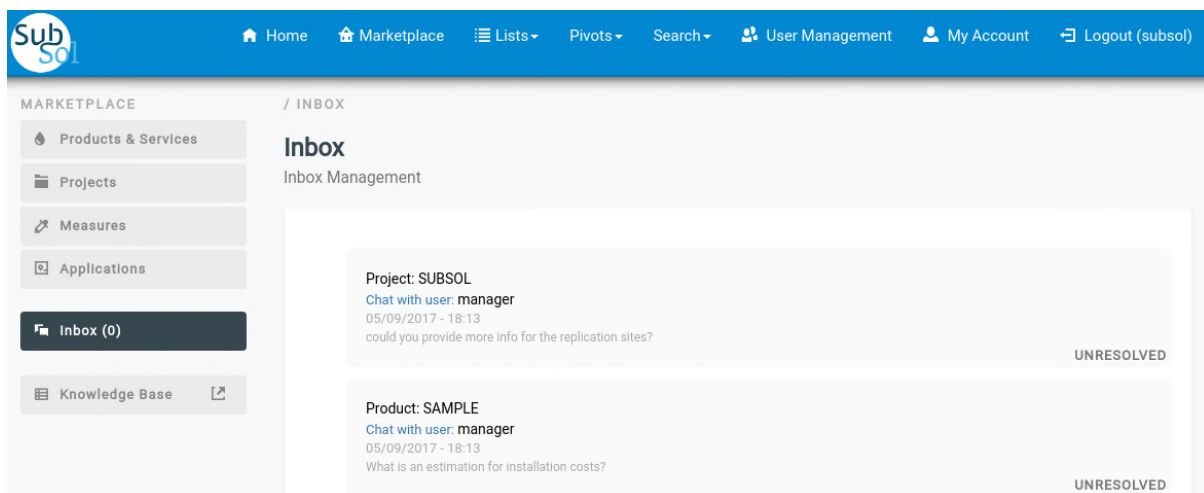 Sub
Sol
Home Marketplace Lists Pivots Search User Management My Account Logout (subsol)
MARKETPLACE
Products & Services
Projects
Measures
Applications
Inbox (0)
Knowledge Base
/ INBOX
Inbox
Inbox Management
Project: SUBSOL
Chat with user: manager
05/09/2017 - 18:13
could you provide more info for the replication sites?
UNRESOLVED
Product: SAMPLE
Chat with user: manager
05/09/2017 - 18:13
What is an estimation for installation costs?
UNRESOLVED